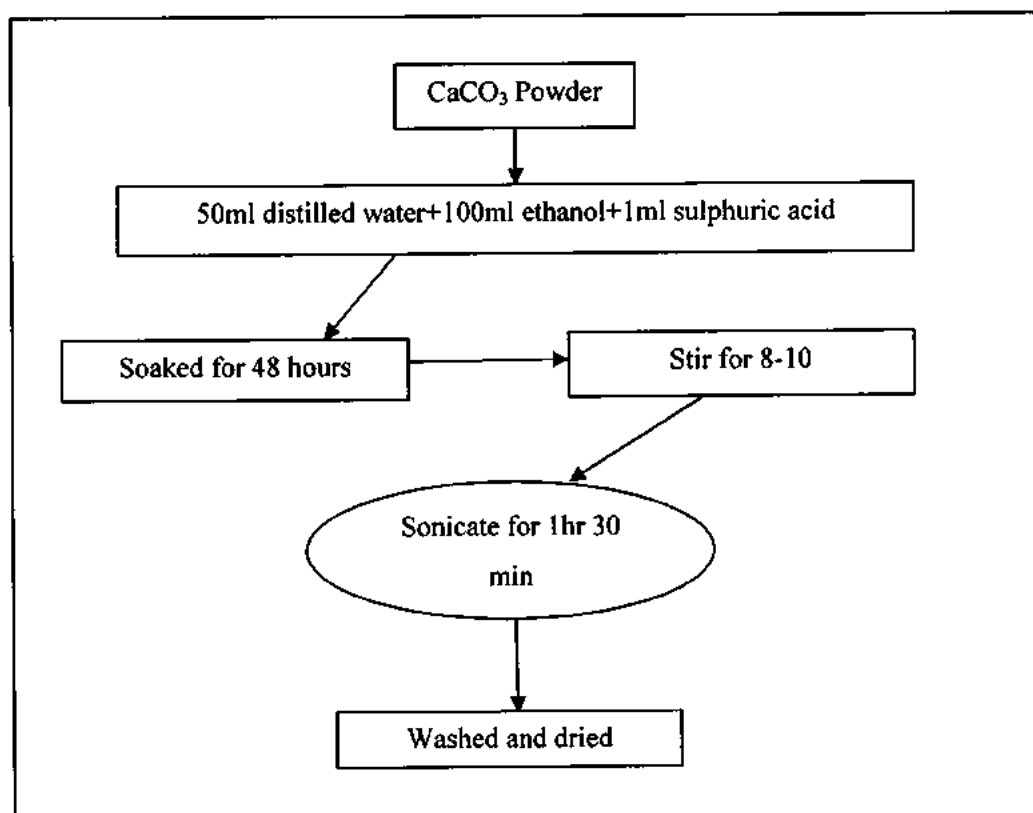 CaCO₃ Powder
50ml distilled water+100ml ethanol+1ml sulphuric acid
Soaked for 48 hours
Stir for 8-10
Sonicate for 1hr 30
min
Washed and dried